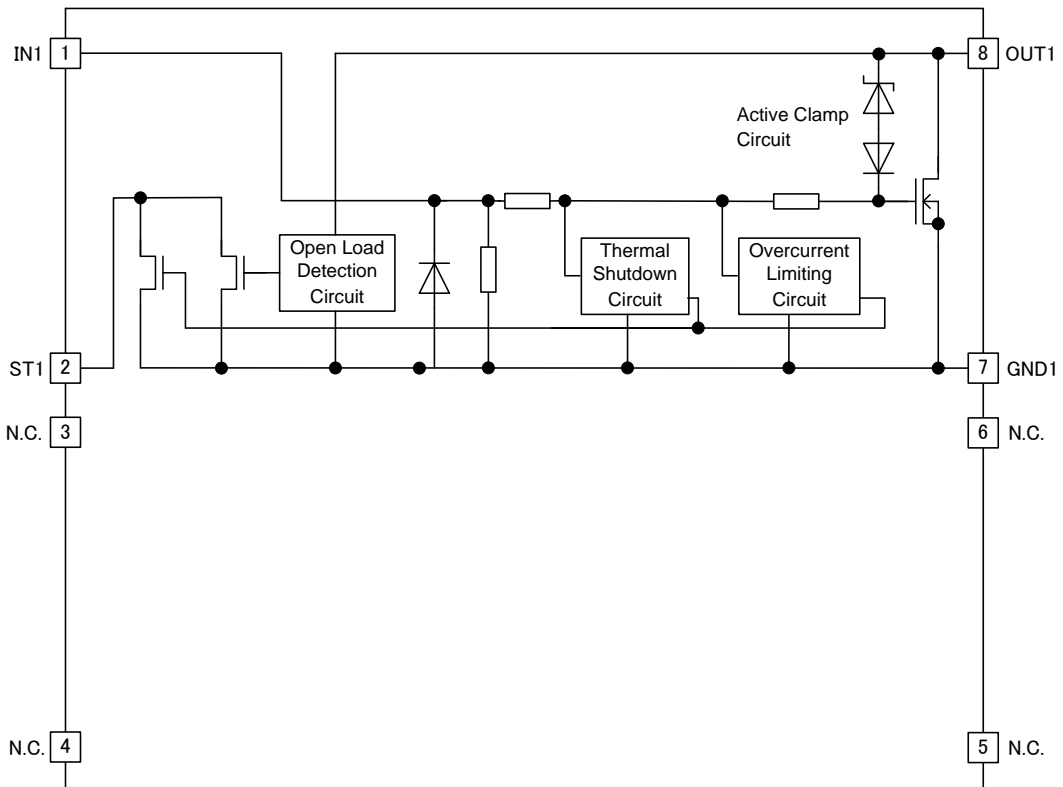 IN1 1
8 OUT1
Active Clamp
Circuit
Open Load
Detection
Circuit
Thermal
Shutdown
Circuit
Overcurrent
Limiting
Circuit
ST1 2
7 GND1
N.C. 3
6 N.C.
N.C. 4
5 N.C.